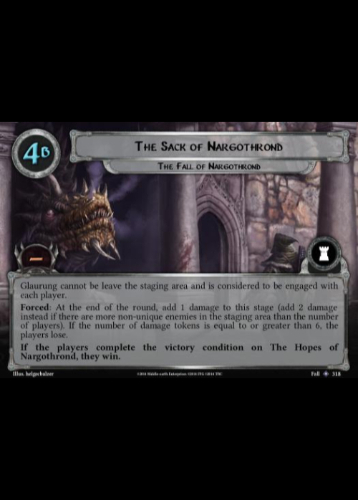 4B
THE SACK OF NARGOTHROND
THE FALL OF NARGOTHROND
–
Glaurung cannot be leave the staging area and is considered to be engaged with
each player.
Forced: At the end of the round, add 1 damage to this stage (add 2 damage
instead if there are more non-unique enemies in the staging area than the number
of players). If the number of damage tokens is equal to or greater than 6, the
players lose.
If the players complete the victory condition on The Hopes of
Nargothrond, they win.
Illus. helgecbalzer
FoE 318